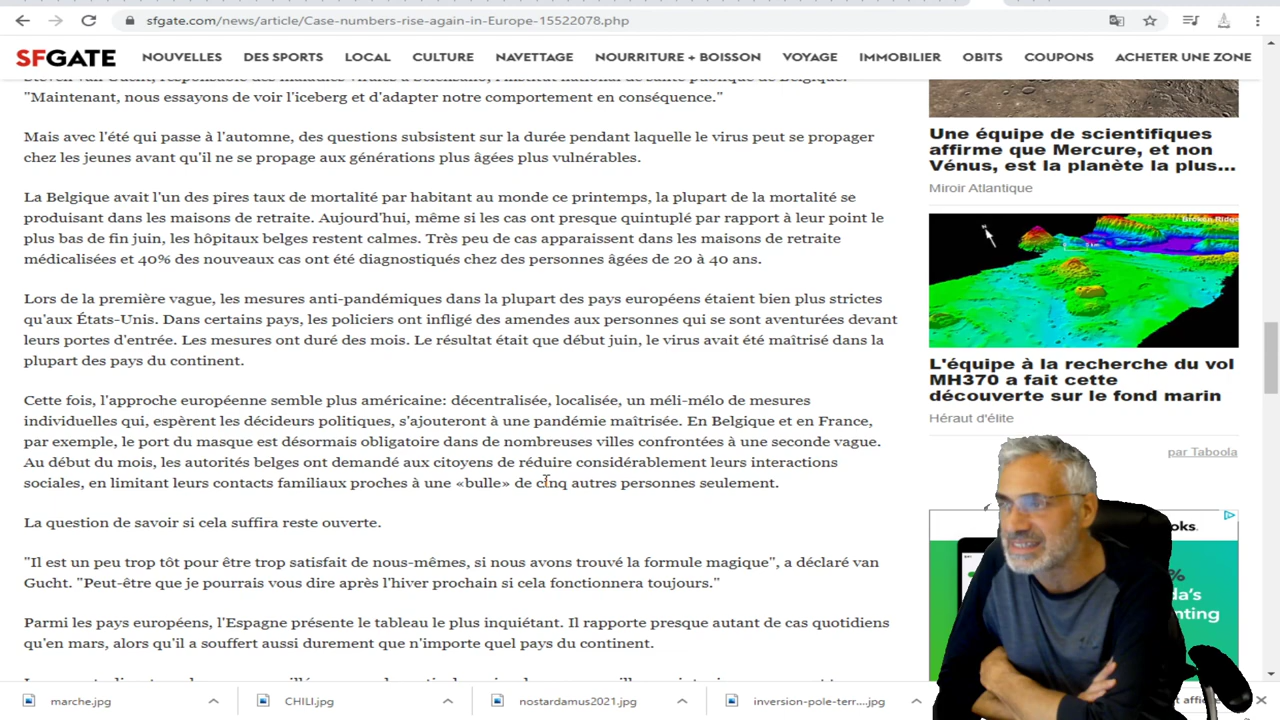 sfgate.com/news/article/Case-numbers-rise-again-in-Europe-15522078.php
SFGATE NOUVELLES DES SPORTS LOCAL CULTURE NAVETTAGE NOURRITURE + BOISSON VOYAGE IMMOBILIER OBITS COUPONS ACHETER UNE ZONE
"Maintenant, nous essayons de voir l'iceberg et d'adapter notre comportement en conséquence."
Mais avec l'été qui passe à l'automne, des questions subsistent sur la durée pendant laquelle le virus peut se propager
chez les jeunes avant qu'il ne se propage aux générations plus âgées plus vulnérables.
La Belgique avait l'un des pires taux de mortalité par habitant au monde ce printemps, la plupart de la mortalité se
produisant dans les maisons de retraite. Aujourd'hui, même si les cas ont presque quintuplé par rapport à leur point le
plus bas de fin juin, les hôpitaux belges restent calmes. Très peu de cas apparaissent dans les maisons de retraite
médicalisées et 40% des nouveaux cas ont été diagnostiqués chez des personnes âgées de 20 à 40 ans.
Lors de la première vague, les mesures anti-pandémiques dans la plupart des pays européens étaient bien plus strictes
qu'aux États-Unis. Dans certains pays, les policiers ont infligé des amendes aux personnes qui se sont aventurées devant
leurs portes d'entrée. Les mesures ont duré des mois. Le résultat était que début juin, le virus avait été maîtrisé dans la
plupart des pays du continent.
Cette fois, l'approche européenne semble plus américaine: décentralisée, localisée, un méli-mélo de mesures
individuelles qui, espèrent les décideurs politiques, s'ajouteront à une pandémie maîtrisée. En Belgique et en France,
par exemple, le port du masque est désormais obligatoire dans de nombreuses villes confrontées à une seconde vague.
Au début du mois, les autorités belges ont demandé aux citoyens de réduire considérablement leurs interactions
sociales, en limitant leurs contacts familiaux proches à une «bulle» de cinq autres personnes seulement.
La question de savoir si cela suffira reste ouverte.
"Il est un peu trop tôt pour être trop satisfait de nous-mêmes, si nous avons trouvé la formule magique", a déclaré van
Gucht. "Peut-être que je pourrais vous dire après l'hiver prochain si cela fonctionnera toujours."
Parmi les pays européens, l'Espagne présente le tableau le plus inquiétant. Il rapporte presque autant de cas quotidiens
qu'en mars, alors qu'il a souffert aussi durement que n'importe quel pays du continent.
Une équipe de scientifiques
affirme que Mercure, et non
Vénus, est la planète la plus...
Miroir Atlantique
Broken Ridge
L'équipe à la recherche du vol
MH370 a fait cette
découverte sur le fond marin
Héraut d'élite
par Taboola
oks.
%
da's
nting
marche.jpg CHILI.jpg nostardamus2021.jpg inversion-pole-terr....jpg